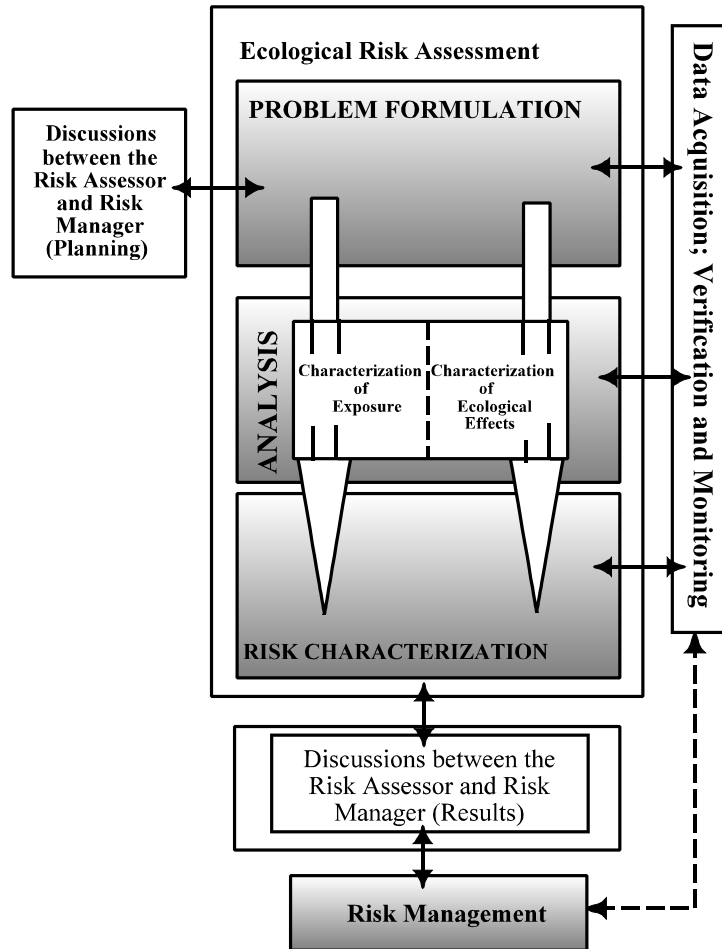 Ecological Risk Assessment
PROBLEM FORMULATION
Discussions
between the
Risk Assessor
and Risk
Manager
(Planning)
ANALYSIS
Characterization
of
Exposure
Characterization
of
Ecological
Effects
RISK CHARACTERIZATION
Data Acquisition; Verification and Monitoring
Discussions between the
Risk Assessor and Risk
Manager (Results)
Risk Management